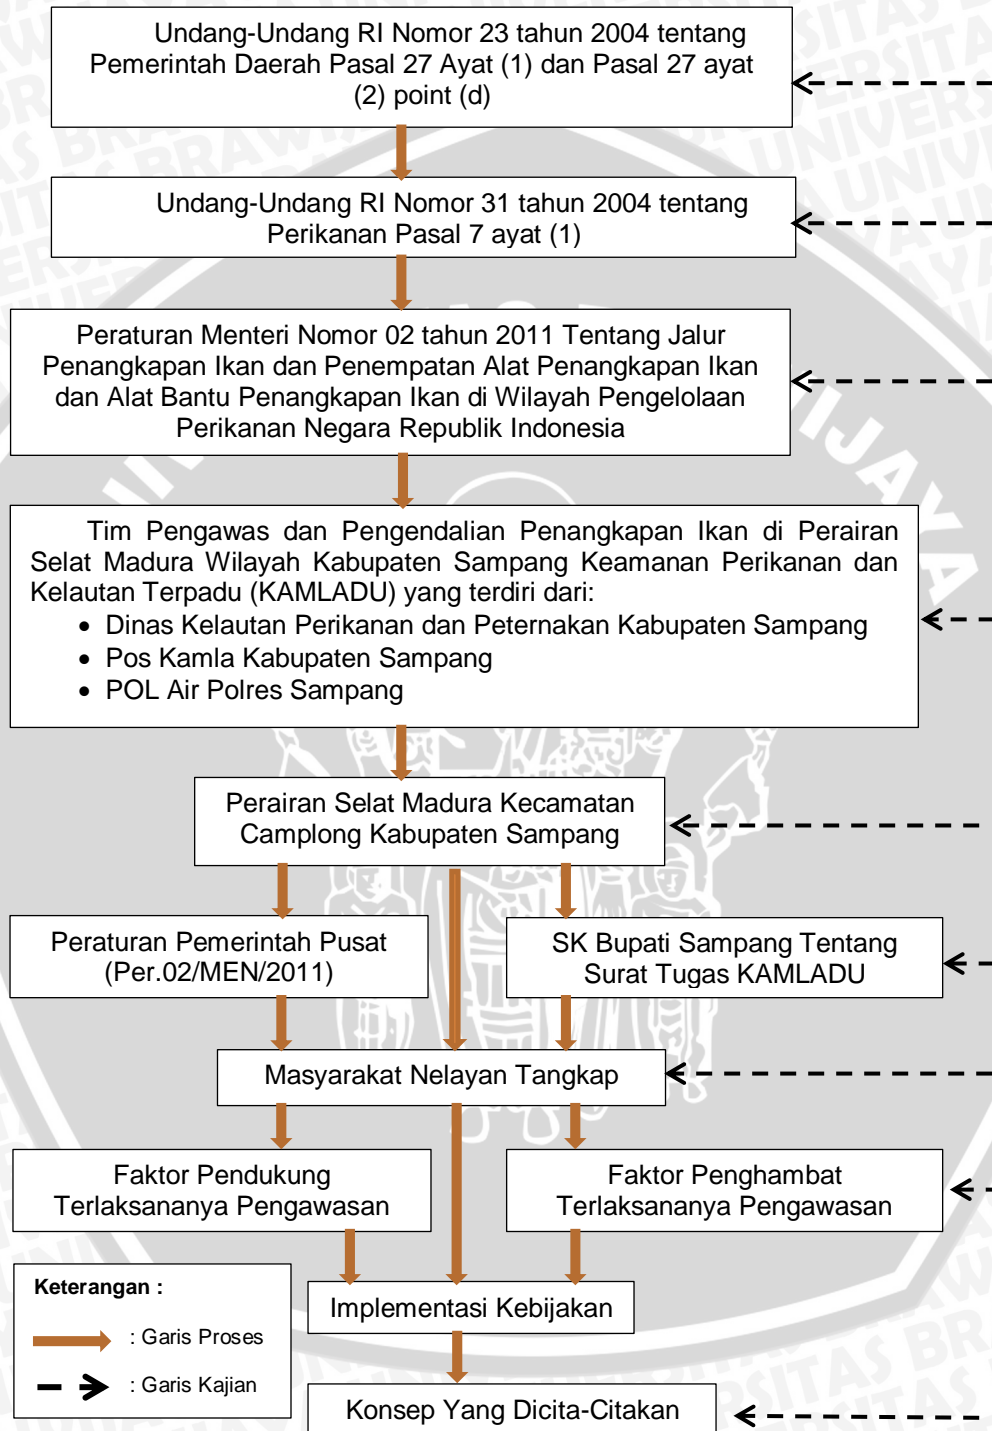 Undang-Undang RI Nomor 23 tahun 2004 tentang
Pemerintah Daerah Pasal 27 Ayat (1) dan Pasal 27 ayat
(2) point (d)
Undang-Undang RI Nomor 31 tahun 2004 tentang
Perikanan Pasal 7 ayat (1)
Peraturan Menteri Nomor 02 tahun 2011 Tentang Jalur
Penangkapan Ikan dan Penempatan Alat Penangkapan Ikan
dan Alat Bantu Penangkapan Ikan di Wilayah Pengelolaan
Perikanan Negara Republik Indonesia
Tim Pengawas dan Pengendalian Penangkapan Ikan di Perairan
Selat Madura Wilayah Kabupaten Sampang Keamanan Perikanan dan
Kelautan Terpadu (KAMLADU) yang terdiri dari:
• Dinas Kelautan Perikanan dan Peternakan Kabupaten Sampang
• Pos Kamla Kabupaten Sampang
• POL Air Polres Sampang
Perairan Selat Madura Kecamatan
Camplong Kabupaten Sampang
Peraturan Pemerintah Pusat
(Per.02/MEN/2011)
SK Bupati Sampang Tentang
Surat Tugas KAMLADU
Masyarakat Nelayan Tangkap
Faktor Pendukung
Terlaksananya Pengawasan
Faktor Penghambat
Terlaksananya Pengawasan
Implementasi Kebijakan
Konsep Yang Dicita-Citakan
Keterangan :
: Garis Proses
: Garis Kajian